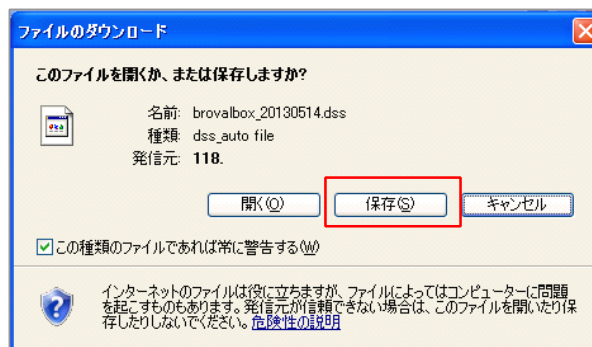 ファイルのダウンロード
このファイルを開くか、または保存しますか?
名前: brovalbox_20130514.dss
種類: dss_auto file
発信元: 118.
開く(O) 保存(S) キャンセル
この種類のファイルであれば常に警告する(W)
インターネットのファイルは役に立ちますが、ファイルによってはコンピューターに問題
を起こすものもあります。発信元が信頼できない場合は、このファイルを開いたり保
存したりしないでください。危険性の説明